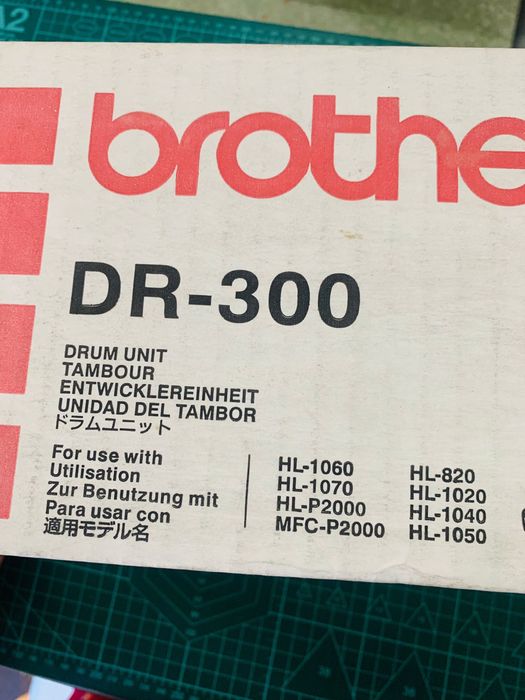 A2
brothe
DR-300
DRUM UNIT
TAMBOUR
ENTWICKLEREINHEIT
UNIDAD DEL TAMBOR
ドラムユニット
For use with
Utilisation
Zur Benutzung mit
Para usar con
適用モデル名
HL-1060
HL-1070
HL-P2000
MFC-P2000
HL-820
HL-1020
HL-1040
HL-1050